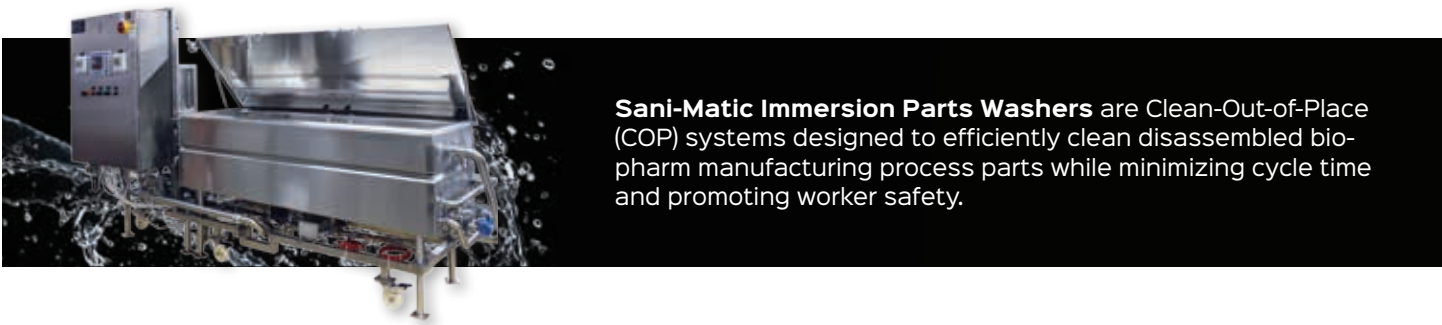 Sani-Matic Immersion Parts Washers are Clean-Out-of-Place
(COP) systems designed to efficiently clean disassembled bio-
pharm manufacturing process parts while minimizing cycle time
and promoting worker safety.